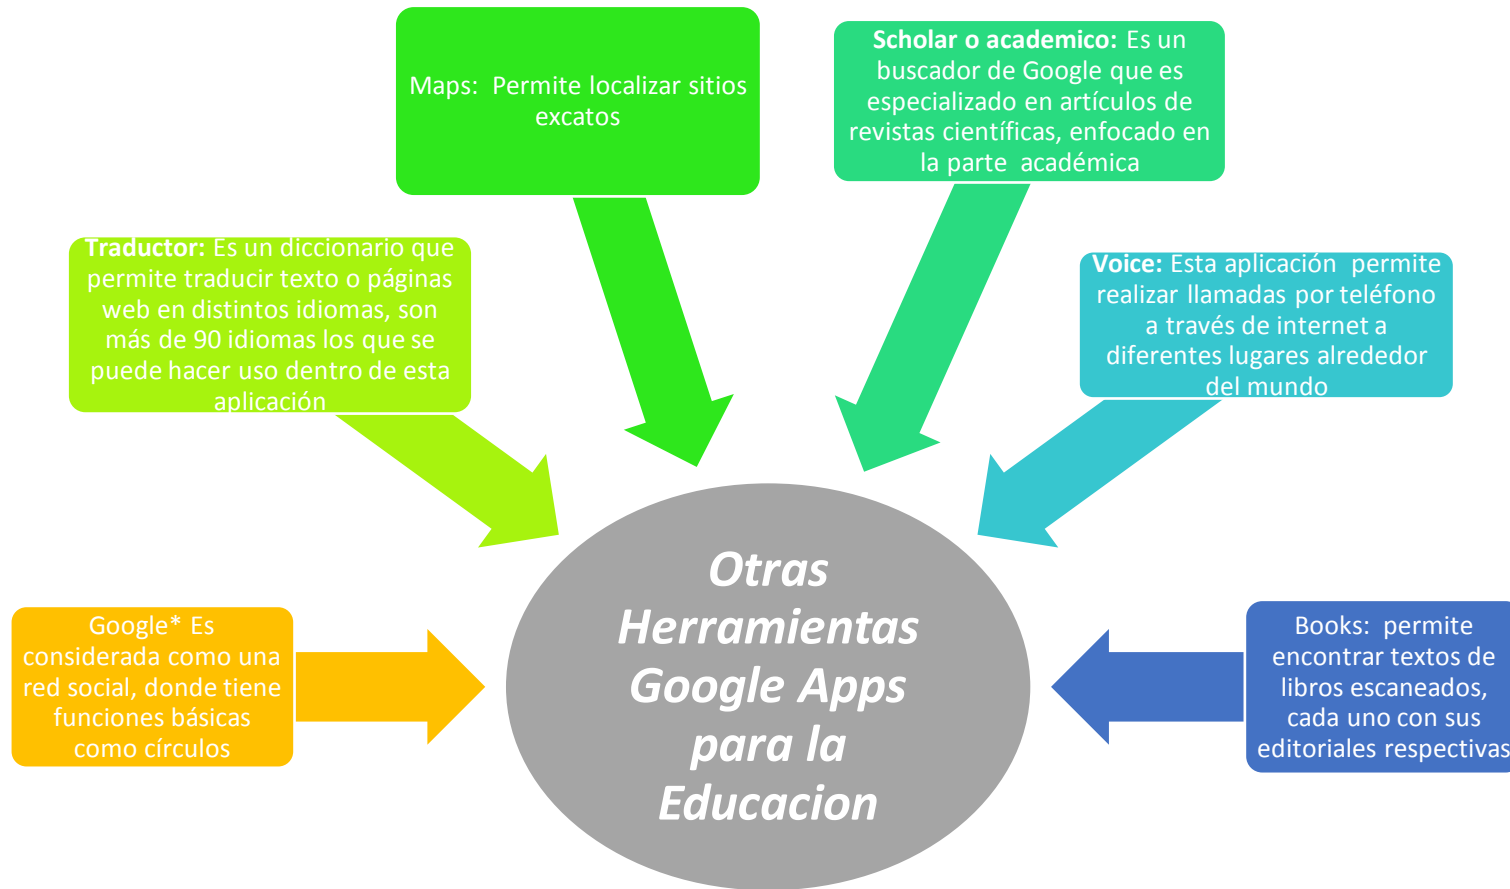 Maps:  Permite localizar sitios
excatos
Scholar o academico: Es un
buscador de Google que es
especializado en artículos de
revistas científicas, enfocado en
la parte  académica
Traductor: Es un diccionario que
permite traducir texto o páginas
web en distintos idiomas, son
más de 90 idiomas los que se
puede hacer uso dentro de esta
aplicación
Voice: Esta aplicación  permite
realizar llamadas por teléfono
a través de internet a
diferentes lugares alrededor
del mundo
Google* Es
considerada como una
red social, donde tiene
funciones básicas
como círculos
Otras
Herramientas
Google Apps
para la
Educacion
Books:  permite
encontrar textos de
libros escaneados,
cada uno con sus
editoriales respectivas